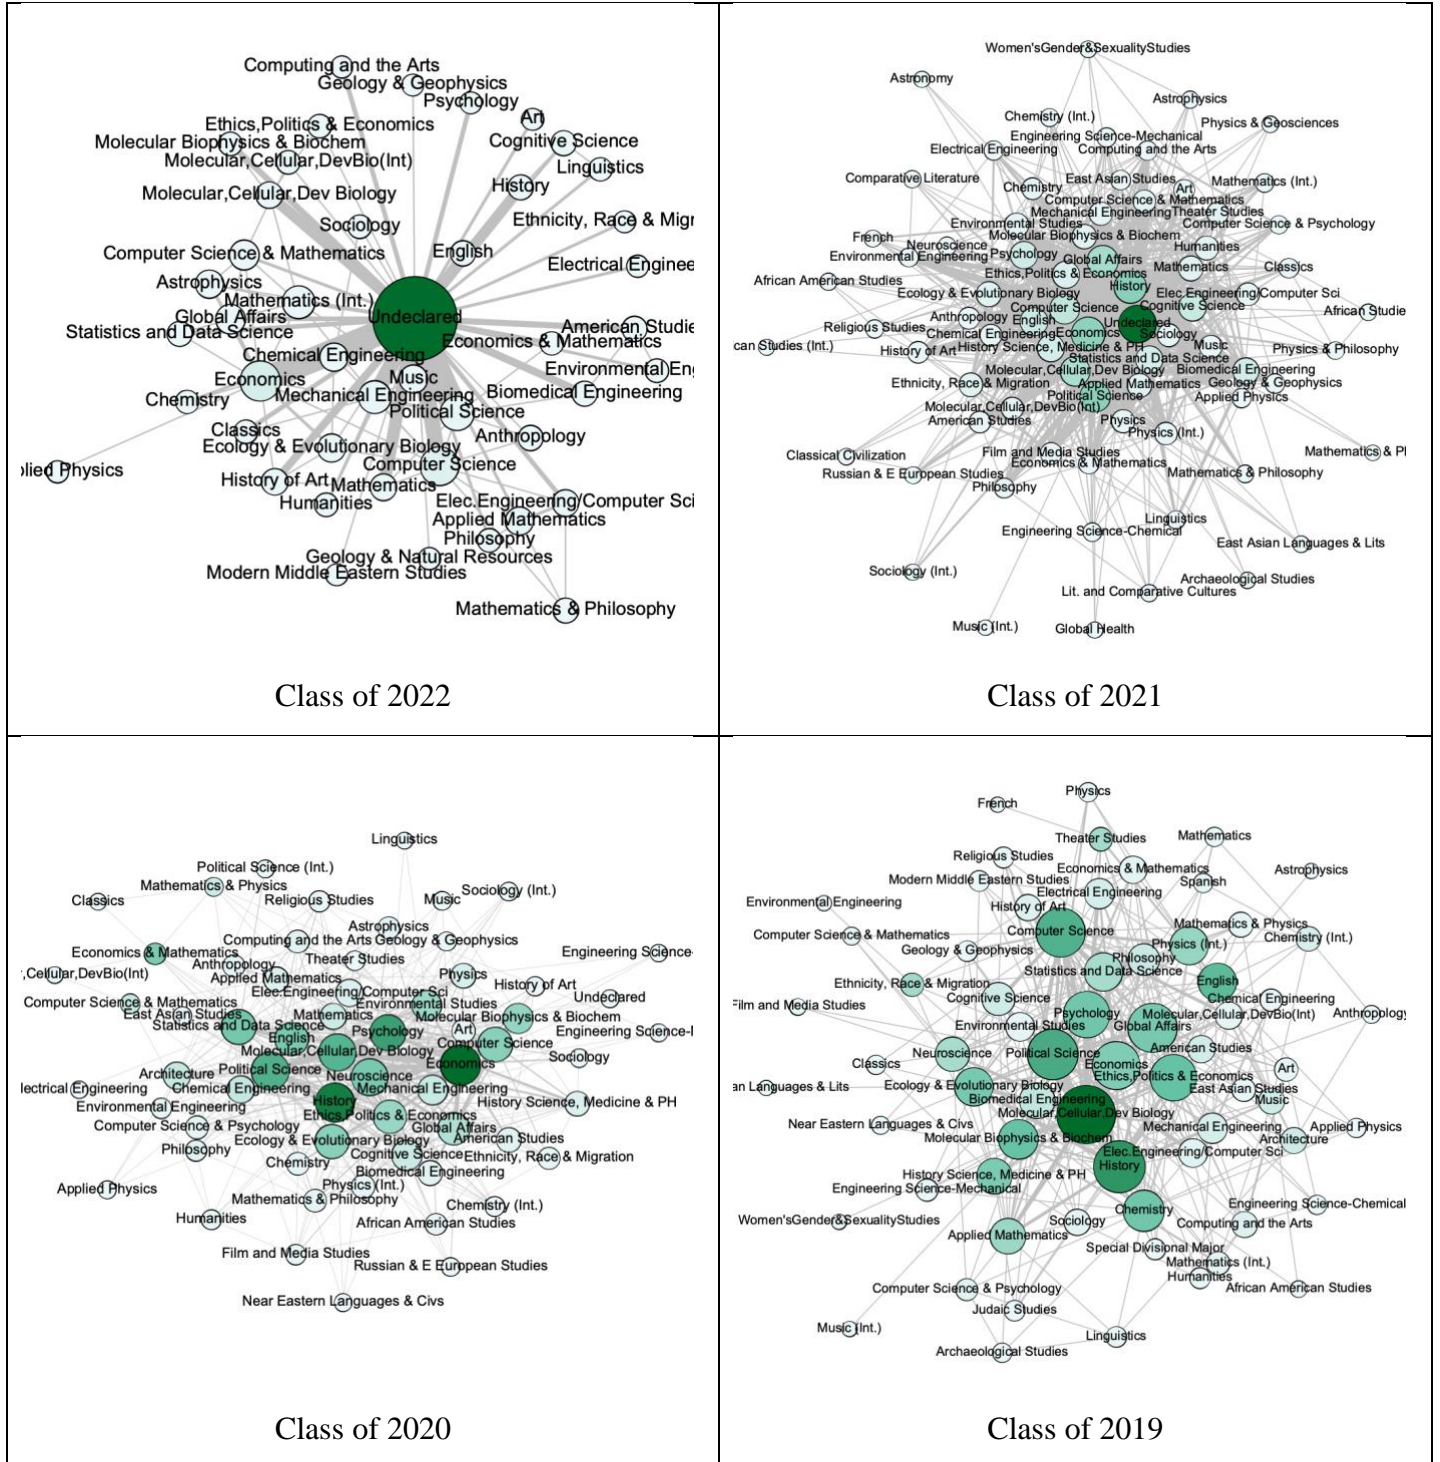 Computing and the Arts
Geology & Geophysics
Psychology
Art
Ethics,Politics & Economics
Cognitive Science
Molecular Biophysics & Biochem
Molecular,Cellular,DevBio(Int)
Linguistics
History
Molecular,Cellular,Dev Biology
Sociology
Ethnicity, Race & Migr
English
Computer Science & Mathematics
Electrical Enginee
Astrophysics
Mathematics (Int.)
Global Affairs
Undeclared
Statistics and Data Science
American Studie
Economics & Mathematics
Chemical Engineering
Environmental En
Economics
Music
Mechanical Engineering
Biomedical Engineering
Chemistry
Political Science
Classics
Anthropology
Ecology & Evolutionary Biology
Computer Science
lied Physics
History of Art
Mathematics
Humanities
Elec.Engineering/Computer Sci
Applied Mathematics
Philosophy
Geology & Natural Resources
Modern Middle Eastern Studies
Mathematics & Philosophy
Class of 2022
Women'sGender&SexualityStudies
Astronomy
Astrophysics
Chemistry (Int.)
Physics & Geosciences
Engineering Science-Mechanical
Electrical Engineering
Computing and the Arts
Comparative Literature
East Asian Studies
Mathematics (Int.)
Chemistry
Art
Computer Science & Mathematics
Mechanical Engineering
Theater Studies
Environmental Studies
Computer Science & Psychology
French
Molecular Biophysics & Biochem
Neuroscience
Humanities
Environmental Engineering
Psychology
Global Affairs
Mathematics
Classics
Ethics,Politics & Economics
African American Studies
History
Ecology & Evolutionary Biology
Elec.Engineering/Computer Sci
Computer Science
Cognitive Science
African Studie
Anthropology
English
Undeclared
Religious Studies
Chemical Engineering
Economics
Sociology
can Studies (Int.)
History of Art
History Science, Medicine & PH
Music
Physics & Philosophy
Statistics and Data Science
Molecular,Cellular,Dev Biology
Biomedical Engineering
Ethnicity, Race & Migration
Applied Mathematics
Geology & Geophysics
Political Science
Applied Physics
Molecular,Cellular,DevBio(Int)
American Studies
Physics
Physics (Int.)
Classical Civilization
Film and Media Studies
Economics & Mathematics
Mathematics & Pl
Russian & E European Studies
Mathematics & Philosophy
Philosophy
Linguistics
Engineering Science-Chemical
East Asian Languages & Lits
Sociology (Int.)
Archaeological Studies
Lit. and Comparative Cultures
Music (Int.)
Global Health
Class of 2021
Linguistics
Political Science (Int.)
Mathematics & Physics
Sociology (Int.)
Classics
Religious Studies
Music
Astrophysics
Computing and the Arts
Geology & Geophysics
Economics & Mathematics
Engineering Science-
Theater Studies
Anthropology
,Cellular,DevBio(Int)
Applied Mathematics
Physics
History of Art
Elec.Engineering/Computer Sci
Undeclared
Computer Science & Mathematics
Environmental Studies
East Asian Studies
Mathematics
Molecular Biophysics & Biochem
Statistics and Data Science
Psychology
Art
Engineering Science-I
English
Computer Science
Molecular,Cellular,Dev Biology
Sociology
Economics
Architecture
Political Science
Neuroscience
lectrical Engineering
Chemical Engineering
Mechanical Engineering
History
History Science, Medicine & PH
Environmental Engineering
Ethics,Politics & Economics
Computer Science & Psychology
Global Affairs
Ecology & Evolutionary Biology
American Studies
Philosophy
Cognitive Science
Ethnicity, Race & Migration
Chemistry
Biomedical Engineering
Applied Physics
Physics (Int.)
Mathematics & Philosophy
Chemistry (Int.)
Humanities
African American Studies
Film and Media Studies
Russian & E European Studies
Near Eastern Languages & Civs
Class of 2020
Physics
French
Theater Studies
Mathematics
Religious Studies
Economics & Mathematics
Astrophysics
Modern Middle Eastern Studies
Spanish
Electrical Engineering
Environmental Engineering
History of Art
Mathematics & Physics
Computer Science
Computer Science & Mathematics
Chemistry (Int.)
Physics (Int.)
Geology & Geophysics
Philosophy
Statistics and Data Science
Ethnicity, Race & Migration
English
Cognitive Science
Chemical Engineering
Film and Media Studies
Psychology
Molecular,Cellular,DevBio(Int)
Anthropology
Environmental Studies
Global Affairs
Neuroscience
Political Science
American Studies
Classics
Economics
Art
Ethics,Politics & Economics
an Languages & Lits
Ecology & Evolutionary Biology
East Asian Studies
Biomedical Engineering
Music
Molecular,Cellular,Dev Biology
Near Eastern Languages & Civs
Mechanical Engineering
Applied Physics
Molecular Biophysics & Biochem
Architecture
Elec.Engineering/Computer Sci
History
History Science, Medicine & PH
Engineering Science-Mechanical
Engineering Science-Chemical
Chemistry
Women'sGender&SexualityStudies
Sociology
Computing and the Arts
Applied Mathematics
Special Divisional Major
Mathematics (Int.)
Humanities
Computer Science & Psychology
African American Studies
Judaic Studies
Music (Int.)
Linguistics
Archaeological Studies
Class of 2019